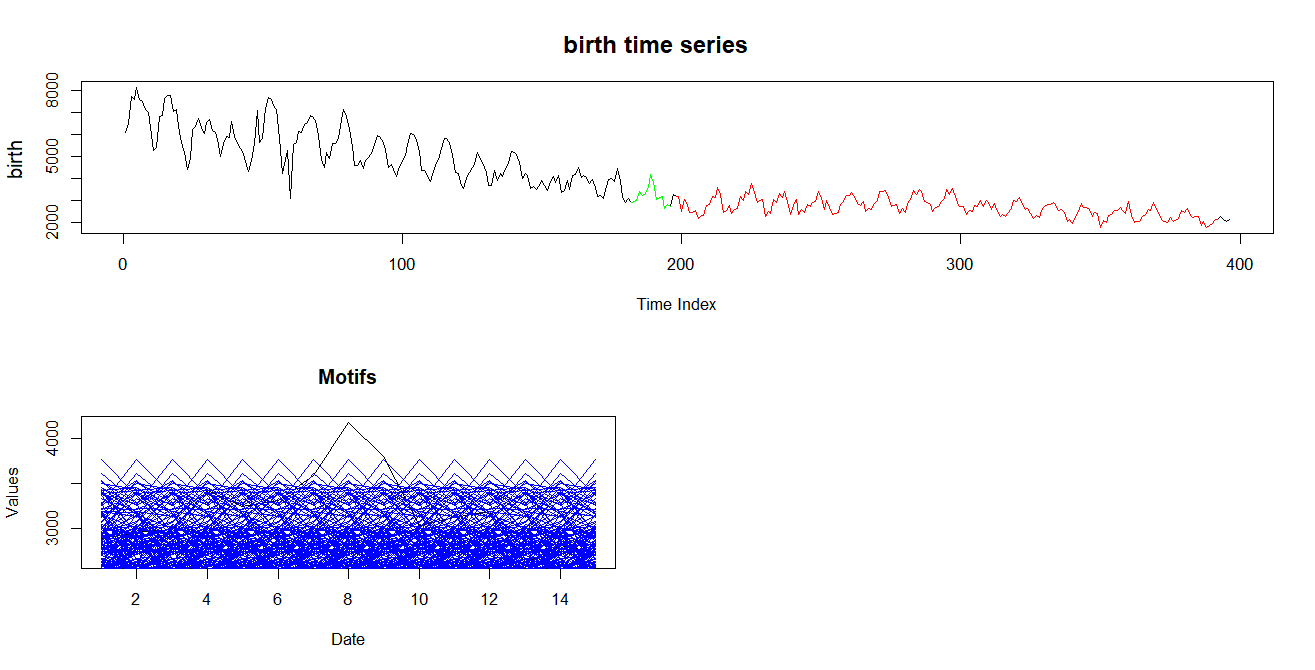 birth time series
birth
8000
5000
2000
0 100 200 300 400
Time Index
Motifs
Values
4000
3000
2 4 6 8 10 12 14
Date